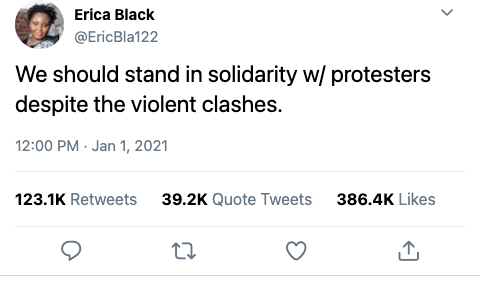 Erica Black
@EricBla122
We should stand in solidarity w/ protesters
despite the violent clashes.
12:00 PM · Jan 1, 2021
123.1K Retweets 39.2K Quote Tweets 386.4K Likes